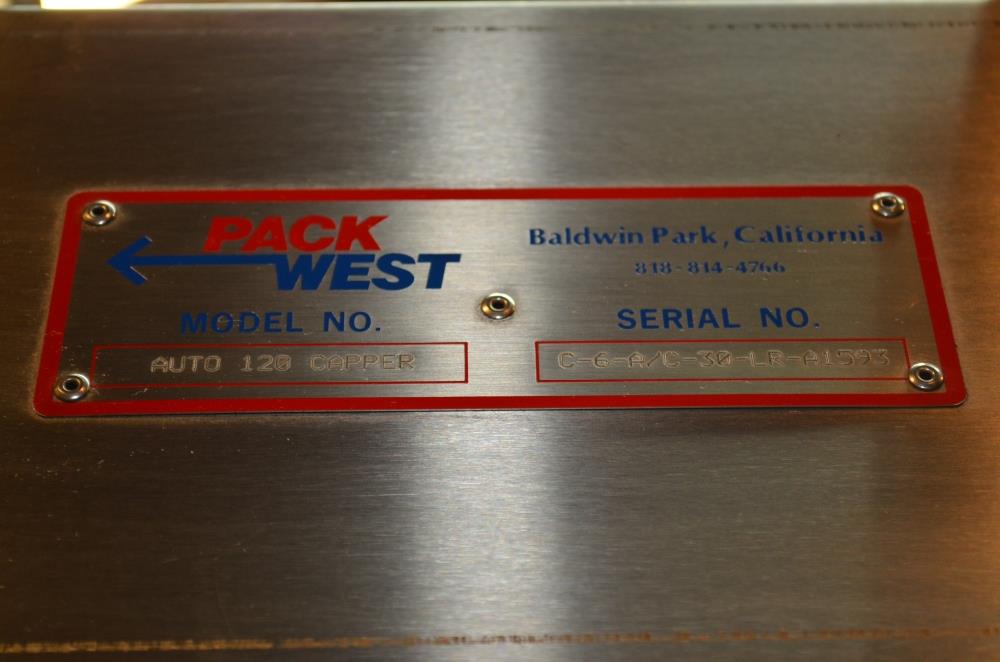 PACK
WEST
Baldwin Park, California
818-814-4766
MODEL NO.
AUTO 120 CAPPER
SERIAL NO.
C-6-A/C-30-LR-A1593